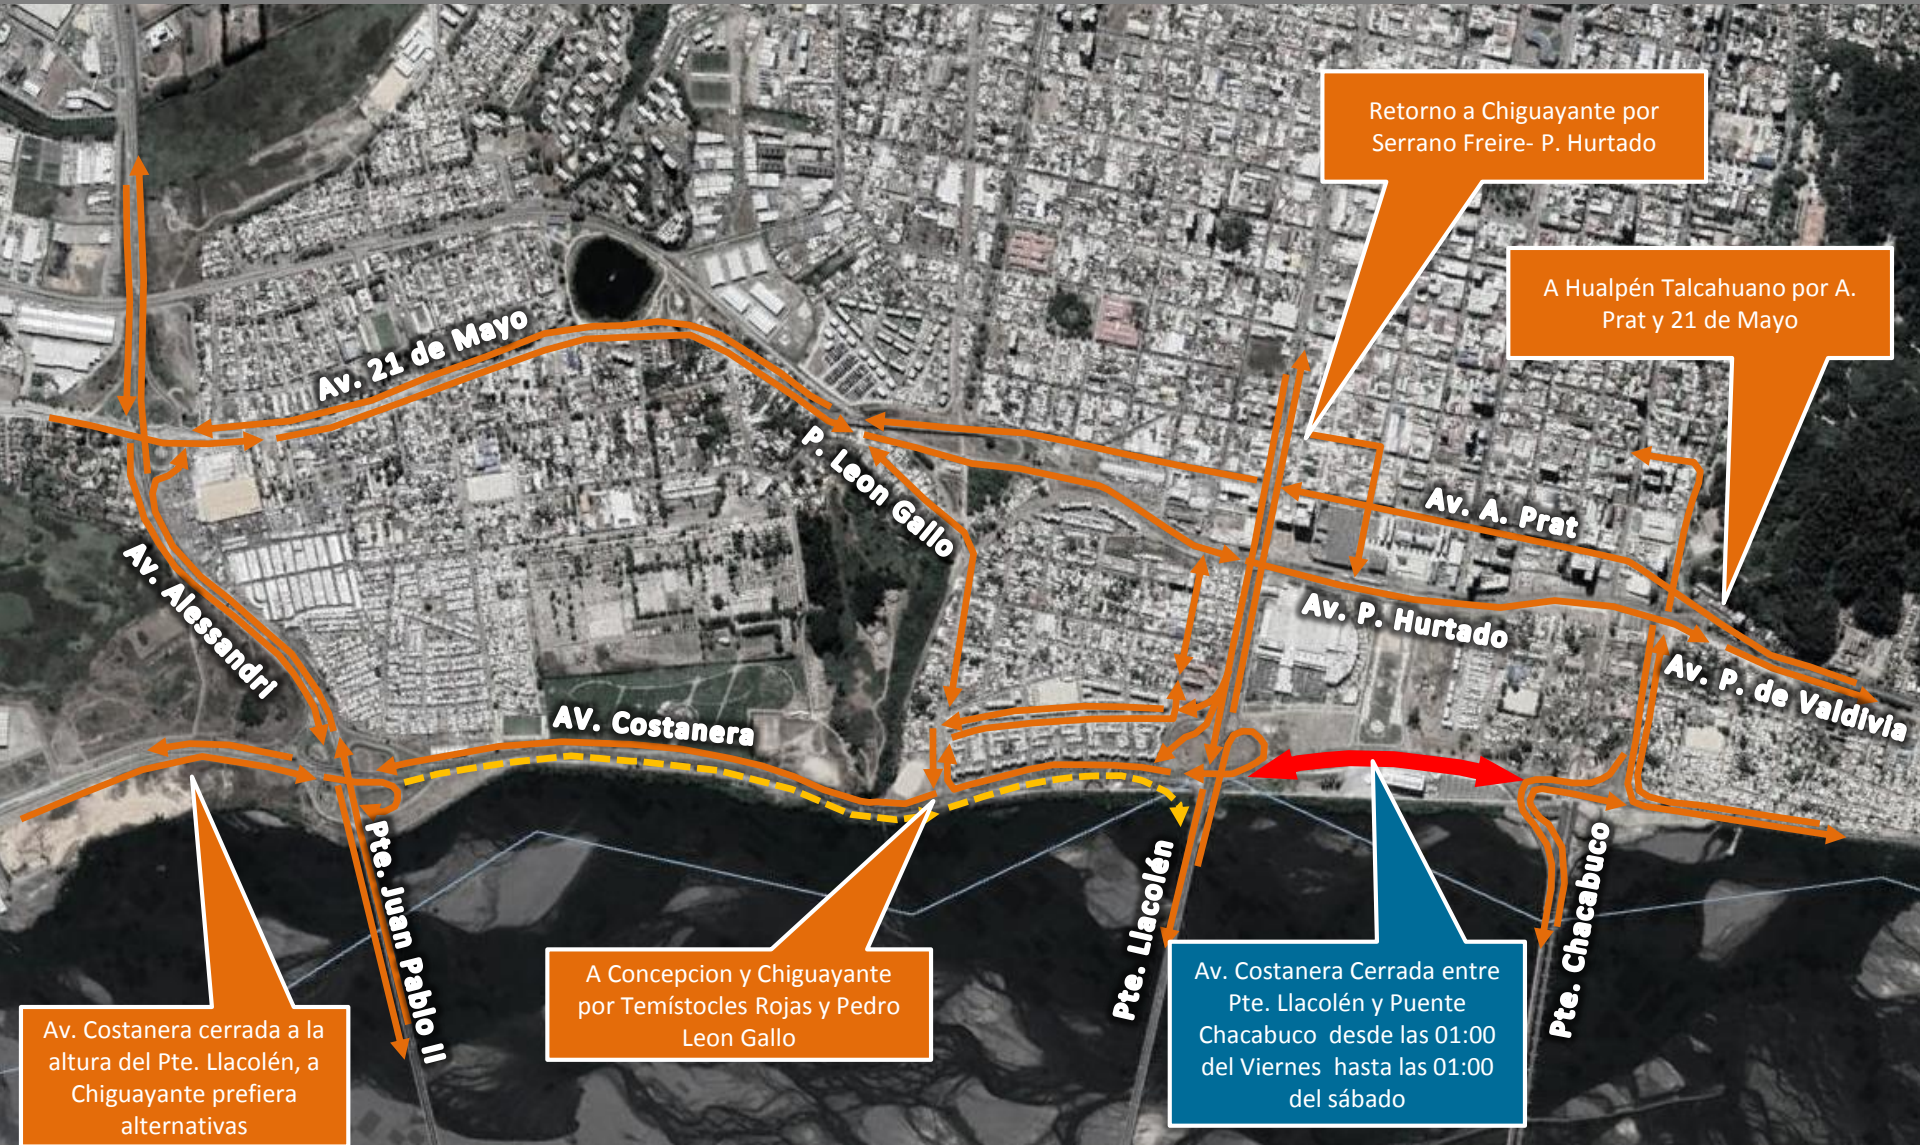 Retorno a Chiguayante por
Serrano Freire- P. Hurtado
A Hualpén Talcahuano por A.
Prat y 21 de Mayo
Av. 21 de Mayo
P. Leon Gallo
Av. A. Prat
Av. P. Hurtado
Av. P. de Valdivia
Av. Alessandri
AV. Costanera
Pte. Juan Pablo II
Pte. Llacolén
Pte. Chacabuco
Av. Costanera cerrada a la
altura del Pte. Llacolén, a
Chiguayante prefiera
alternativas
A Concepcion y Chiguayante
por Temístocles Rojas y Pedro
Leon Gallo
Av. Costanera Cerrada entre
Pte. Llacolén y Puente
Chacabuco desde las 01:00
del Viernes hasta las 01:00
del sábado